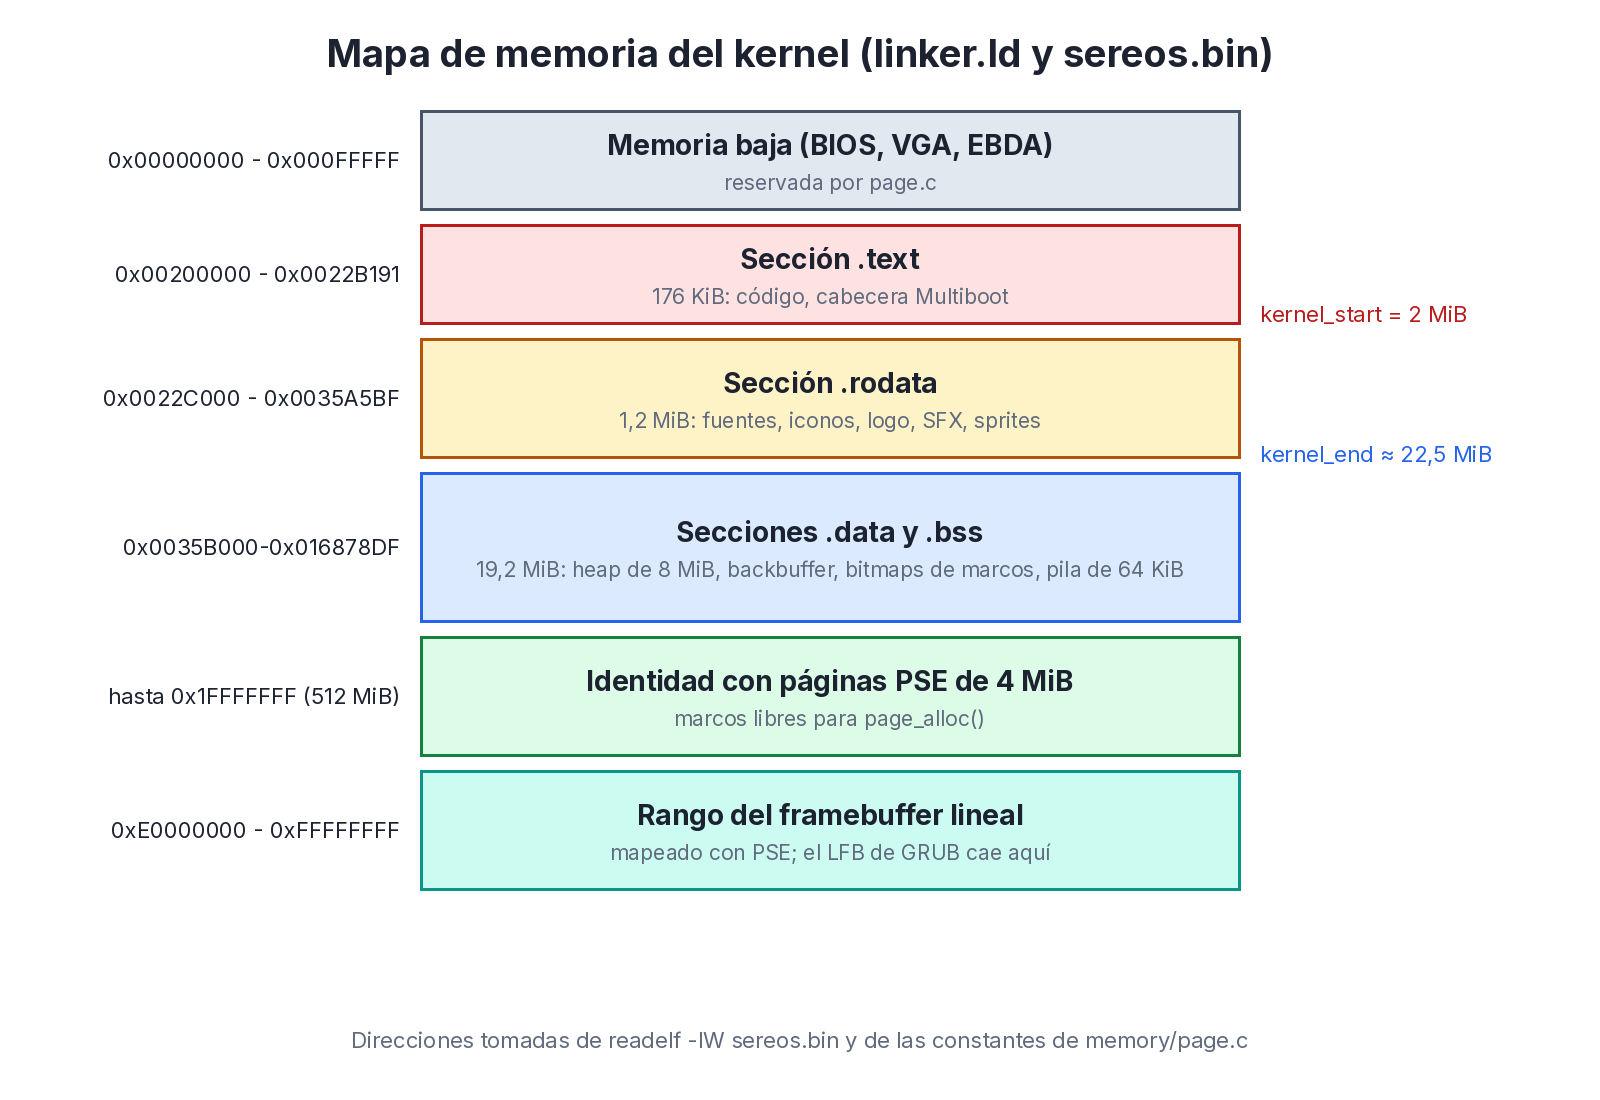 Mapa de memoria del kernel (linker.ld y sereos.bin)
0x00000000 - 0x000FFFFF
Memoria baja (BIOS, VGA, EBDA)
reservada por page.c
0x00200000 - 0x0022B191
Sección .text
176 KiB: código, cabecera Multiboot
kernel_start = 2 MiB
0x0022C000 - 0x0035A5BF
Sección .rodata
1,2 MiB: fuentes, iconos, logo, SFX, sprites
kernel_end ≈ 22,5 MiB
0x0035B000-0x016878DF
Secciones .data y .bss
19,2 MiB: heap de 8 MiB, backbuffer, bitmaps de marcos, pila de 64 KiB
hasta 0x1FFFFFFF (512 MiB)
Identidad con páginas PSE de 4 MiB
marcos libres para page_alloc()
0xE0000000 - 0xFFFFFFFF
Rango del framebuffer lineal
mapeado con PSE; el LFB de GRUB cae aquí
Direcciones tomadas de readelf -lW sereos.bin y de las constantes de memory/page.c